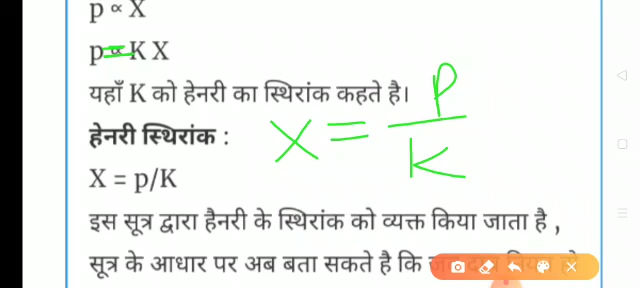 p ∝ X
p = K X
यहाँ K को हेनरी का स्थिरांक कहते है।
हेनरी स्थिरांक :
X = p/K
X = p/K
इस सूत्र द्वारा हैनरी के स्थिरांक को व्यक्त किया जाता है ,
सूत्र के आधार पर अब बता सकते है कि